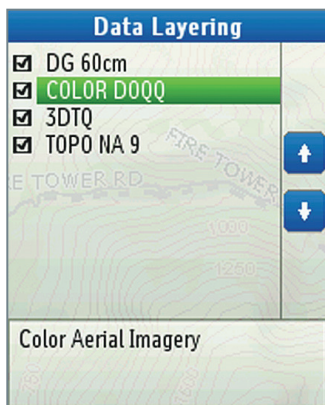 Data Layering
DG 60cm
COLOR DOQQ
3DTQ
TOPO NA 9
FIRE TOWER
E TOWER RD
1000
1250
Color Aerial Imagery